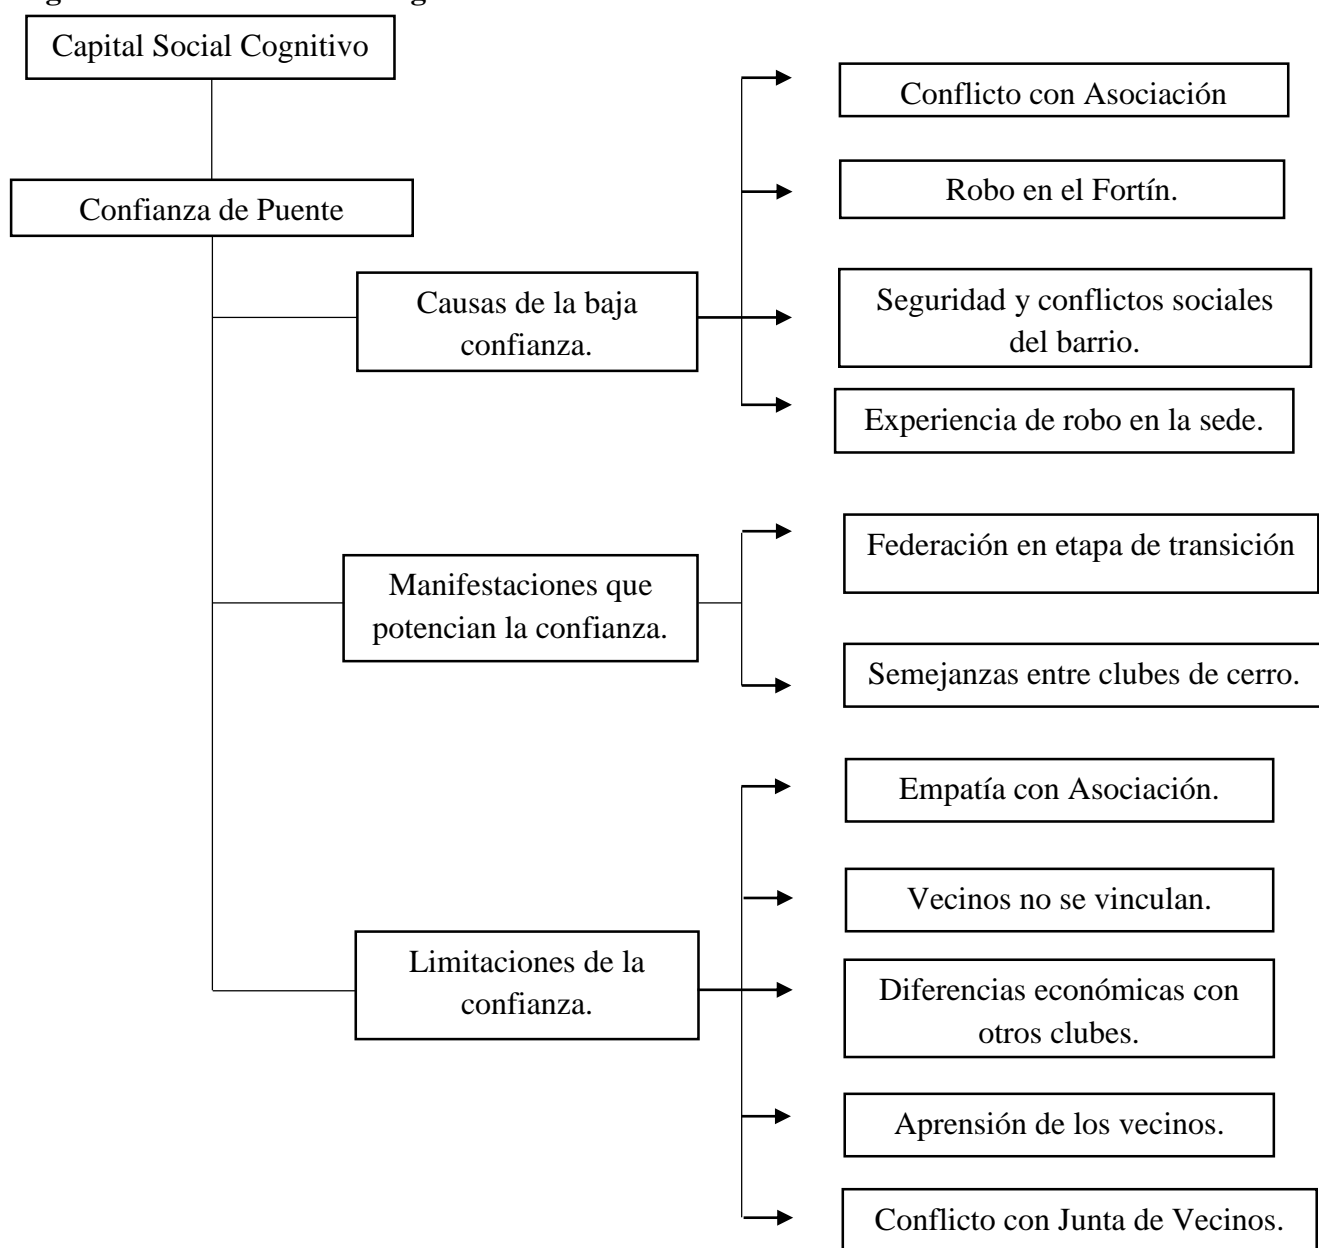 Capital Social Cognitivo
Confianza de Puente
Causas de la baja
confianza.
Conflicto con Asociación
Robo en el Fortín.
Seguridad y conflictos sociales
del barrio.
Experiencia de robo en la sede.
Manifestaciones que
potencian la confianza.
Federación en etapa de transición
Semejanzas entre clubes de cerro.
Limitaciones de la
confianza.
Empatía con Asociación.
Vecinos no se vinculan.
Diferencias económicas con
otros clubes.
Aprensión de los vecinos.
Conflicto con Junta de Vecinos.